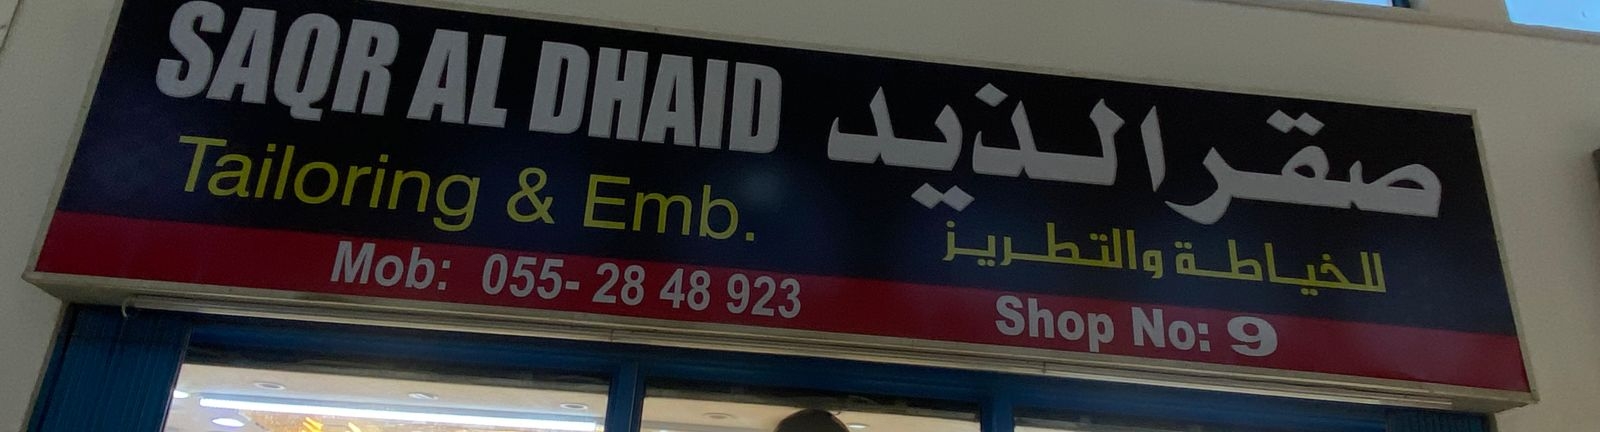 SAQR AL DHAID
صقر الذيد
Tailoring & Emb.
للخياطة والتطريز
Mob: 055- 28 48 923
Shop No: 9